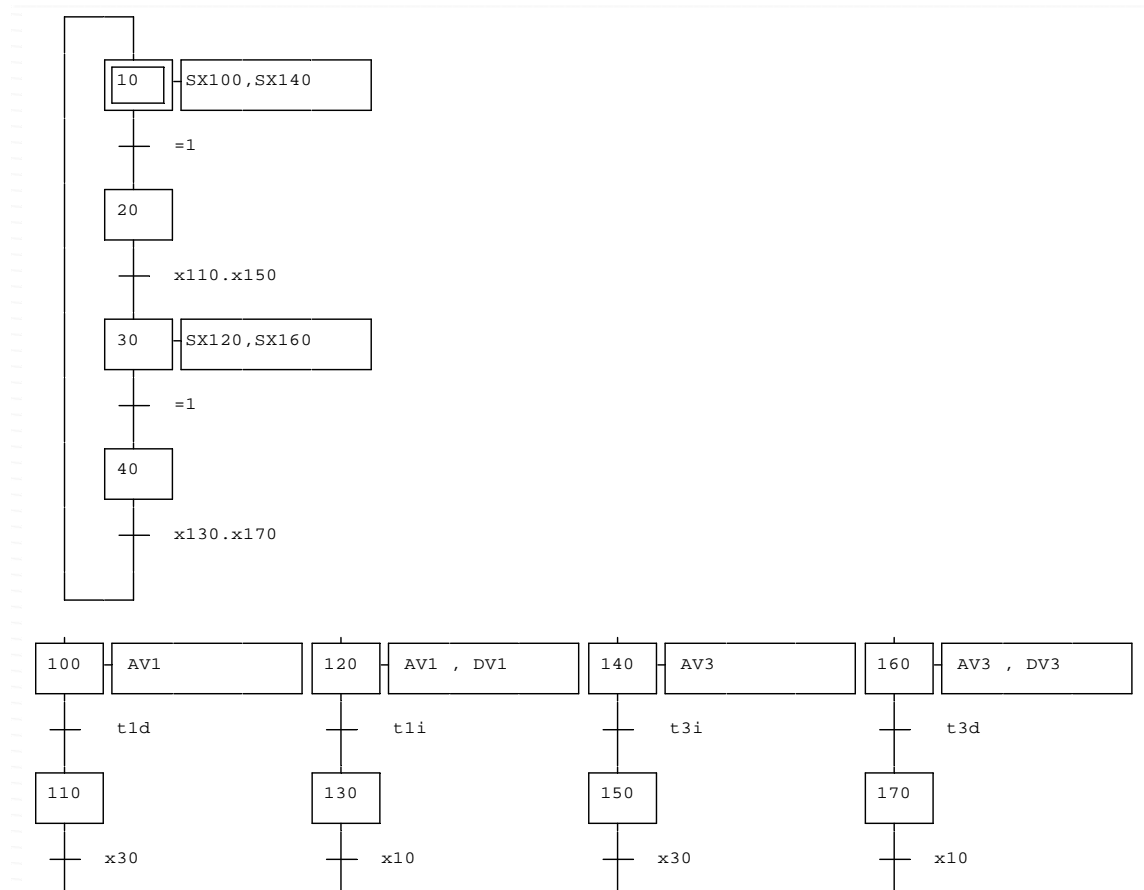 10 SX100,SX140
=1
20
x110.x150
30 SX120,SX160
=1
40
x130.x170
100 AV1 120 AV1 , DV1 140 AV3 160 AV3 , DV3
t1d t1i t3i t3d
110 130 150 170
x30 x10 x30 x10